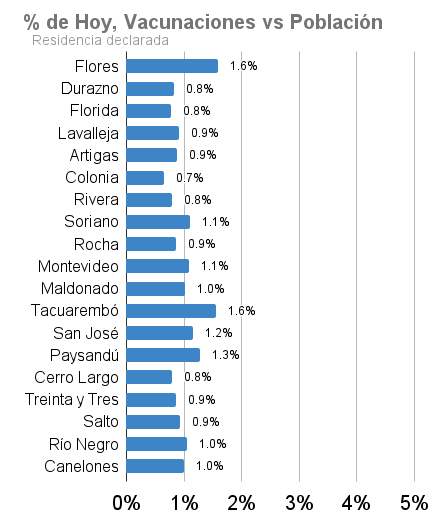 % de Hoy, Vacunaciones vs Población
Residencia declarada
Flores 1.6%
Durazno 0.8%
Florida 0.8%
Lavalleja 0.9%
Artigas 0.9%
Colonia 0.7%
Rivera 0.8%
Soriano 1.1%
Rocha 0.9%
Montevideo 1.1%
Maldonado 1.0%
Tacuarembó 1.6%
San José 1.2%
Paysandú 1.3%
Cerro Largo 0.8%
Treinta y Tres 0.9%
Salto 0.9%
Río Negro 1.0%
Canelones 1.0%
0% 1% 2% 3% 4% 5%